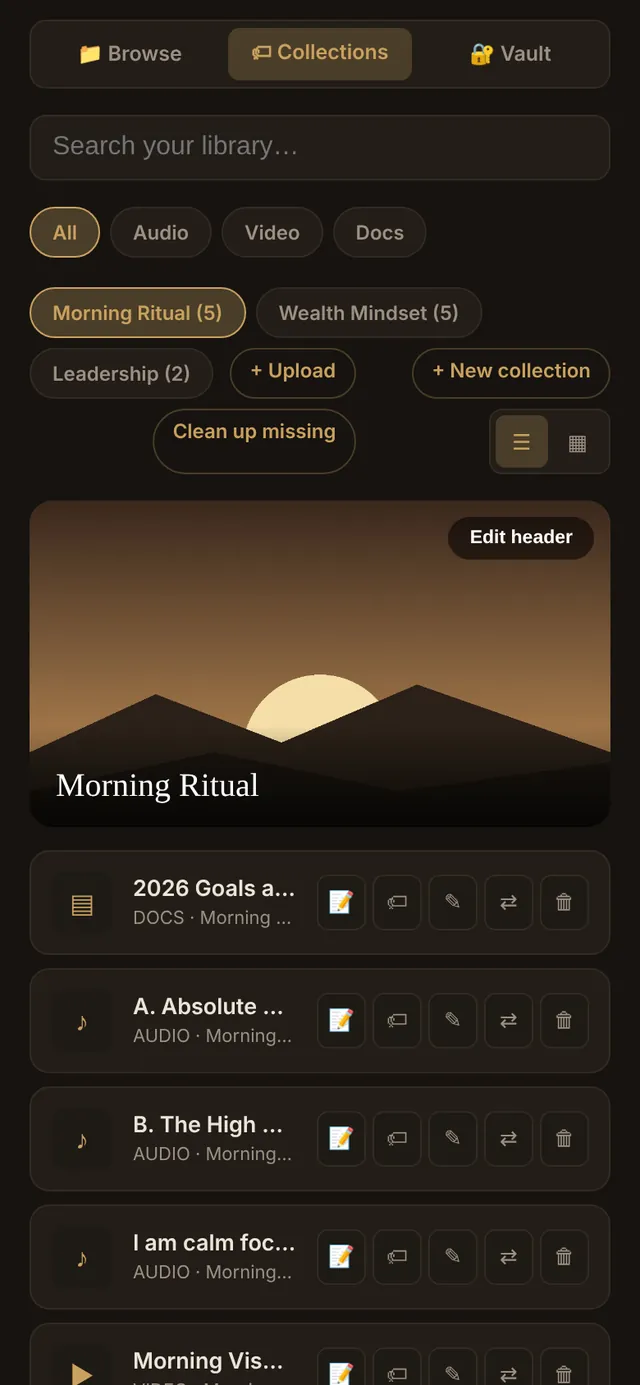 Browse Collections Vault
Search your library…
All Audio Video Docs
Morning Ritual (5) Wealth Mindset (5)
Leadership (2) + Upload + New collection
Clean up missing
Edit header
Morning Ritual
2026 Goals a...
DOCS · Morning ...
A. Absolute ...
AUDIO · Morning...
B. The High ...
AUDIO · Morning...
I am calm foc...
AUDIO · Morning...
Morning Vis...